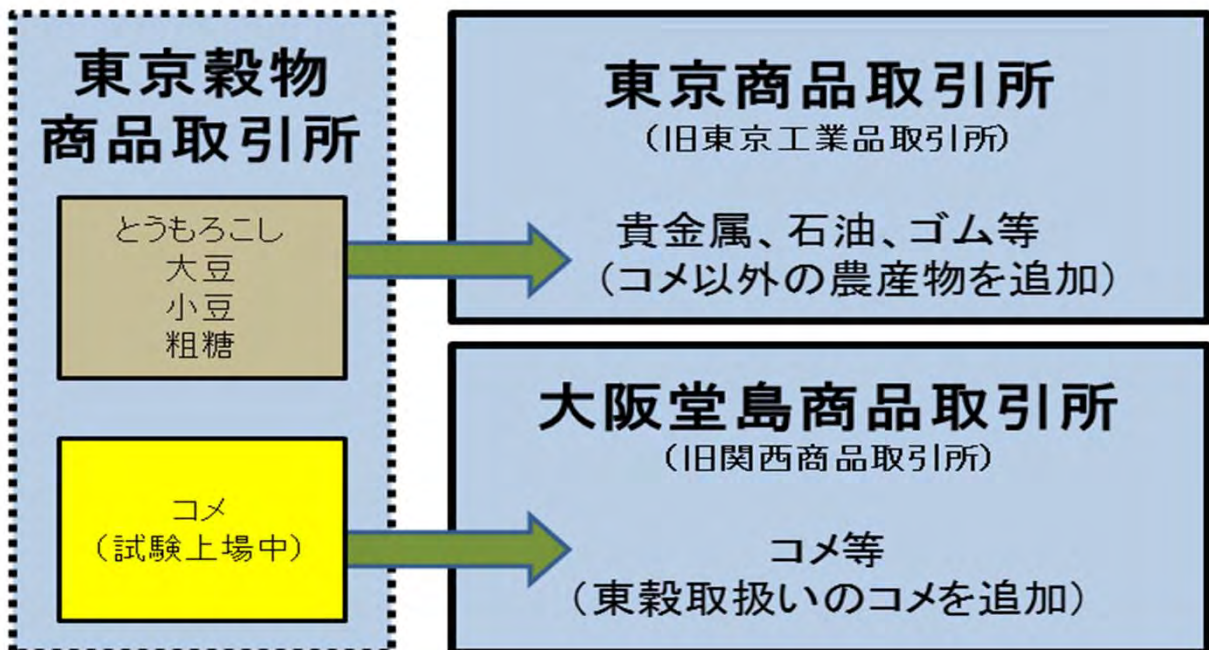 東京穀物
商品取引所
とうもろこし
大豆
小豆
粗糖
コメ
（試験上場中）
東京商品取引所
（旧東京工業品取引所）
貴金属、石油、ゴム等
（コメ以外の農産物を追加）
大阪堂島商品取引所
（旧関西商品取引所）
コメ等
（東穀取扱いのコメを追加）